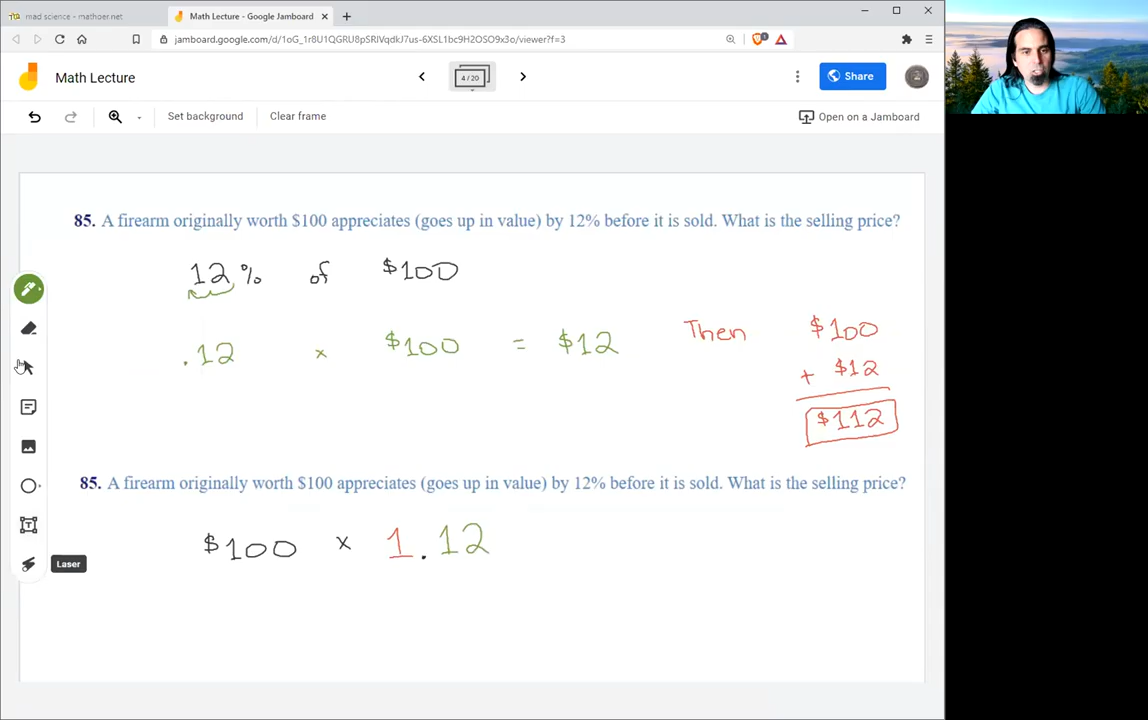 mad science - mathoer.net
Math Lecture - Google Jamboard
jamboard.google.com/d/1oG_1r8U1QGRU8pSRlVqdkJ7us-6XSL1bc9H2OSO9x3o/viewer?f=3
Math Lecture
4 / 20
Share
Set background
Clear frame
Open on a Jamboard
85. A firearm originally worth $100 appreciates (goes up in value) by 12% before it is sold. What is the selling price?
12% of $100
.12 x $100 = $12 Then $100
+ $12
$112
85. A firearm originally worth $100 appreciates (goes up in value) by 12% before it is sold. What is the selling price?
$100 x 1.12
Laser